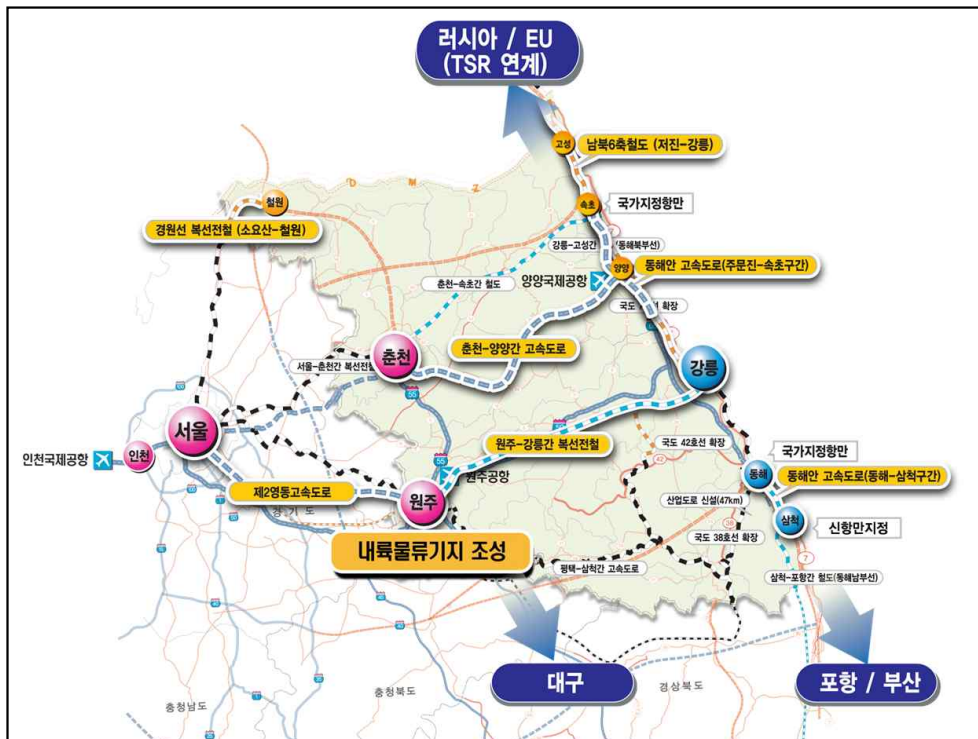 러시아 / EU
(TSR 연계)
고성
남북6축철도 (저진-강릉)
D M Z
철원
속초
국가지정항만
경원선 복선전철 (소요산-철원)
강릉-고성간
(동해북부선)
양양
동해안 고속도로(주문진-속초구간)
춘천-속초간 철도
양양국제공항
국도
확장
춘천
춘천-양양간 고속도로
서울-춘천간 복선전철
강릉
55
서울
원주-강릉간 복선전철
국도 42호선 확장
국가지정항만
인천국제공항
인천
55
원주공항
42
동해
동해안 고속도로(동해-삼척구간)
제2영동고속도로
원주
산업도로 신설(47km)
삼척
신항만지정
경기도
38
국도 38호선 확장
내륙물류기지 조성
7
평택-삼척간 고속도로
삼척-포항간 철도(동해남부선)
대구
포항 / 부산
충청남도
충청북도
경상북도